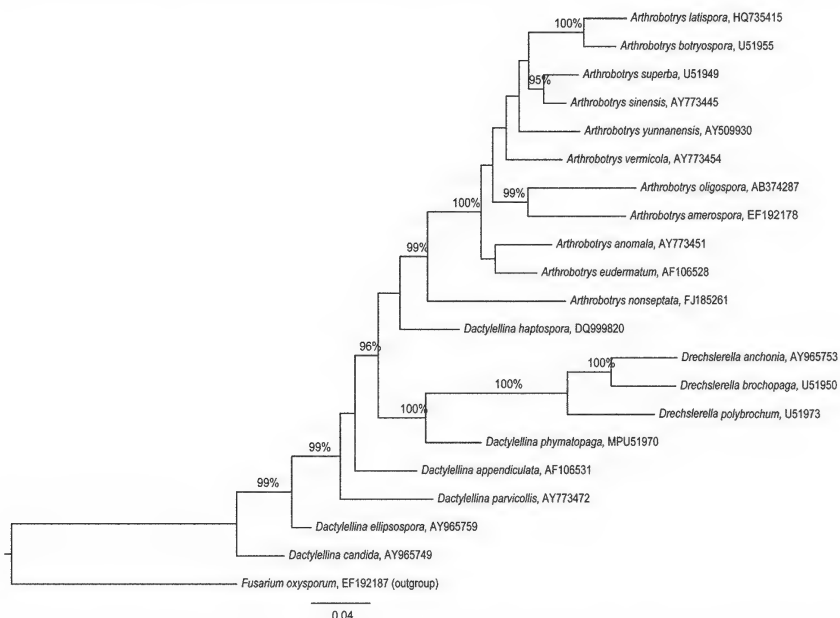 100%
Arthrobotrys latispora, HQ735415
Arthrobotrys botryospora, U51955
Arthrobotrys superba, U51949
95%
Arthrobotrys sinensis, AY773445
Arthrobotrys yunnanensis, AY509930
Arthrobotrys vermicola, AY773454
Arthrobotrys oligospora, AB374287
99%
100%
Arthrobotrys amerospora, EF192178
Arthrobotrys anomala, AY773451
99%
Arthrobotrys eudermatum, AF106528
Arthrobotrys nonseptata, FJ185261
Dactylellina haptospora, DQ999820
96%
Drechslerella anchonia, AY965753
100%
100%
Drechslerella brochopaga, U51950
100%
Drechslerella polybrochum, U51973
Dactylellina phymatopaga, MPU51970
99%
Dactylellina appendiculata, AF106531
99%
Dactylellina parvicollis, AY773472
Dactylellina ellipsospora, AY965759
Dactylellina candida, AY965749
Fusarium oxysporum, EF192187 (outgroup)
0.04